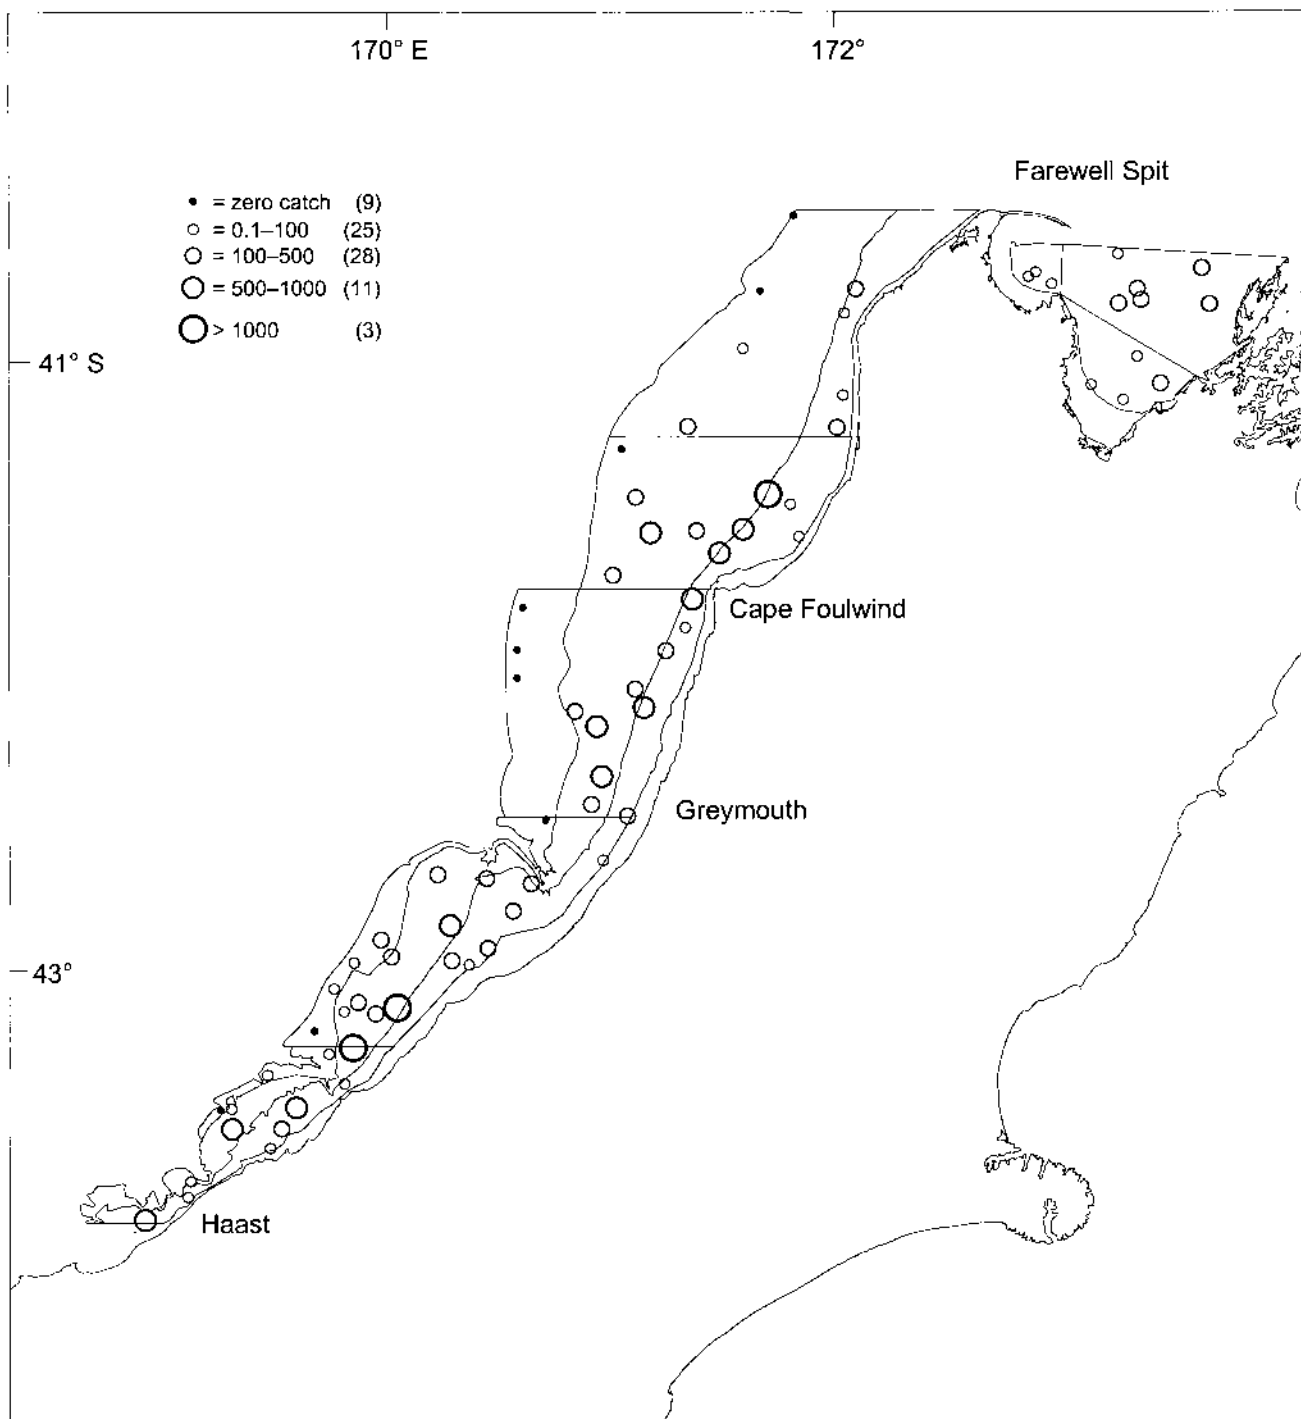 170° E
172°
Farewell Spit
• = zero catch (9)
○ = 0.1–100 (25)
○ = 100–500 (28)
○ = 500–1000 (11)
○ > 1000 (3)
41° S
Cape Foulwind
Greymouth
43°
Haast